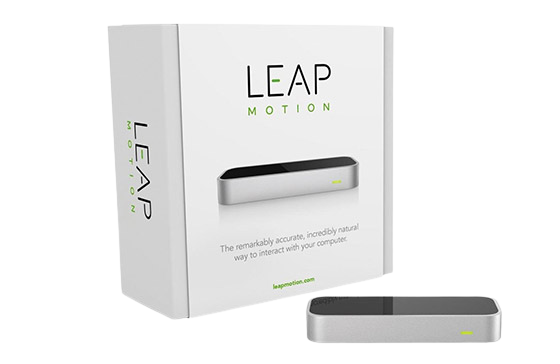 LEAP
MOTION
LEAP
MOTION
The remarkably accurate, incredibly natural
way to interact with your computer.
leapmotion.com